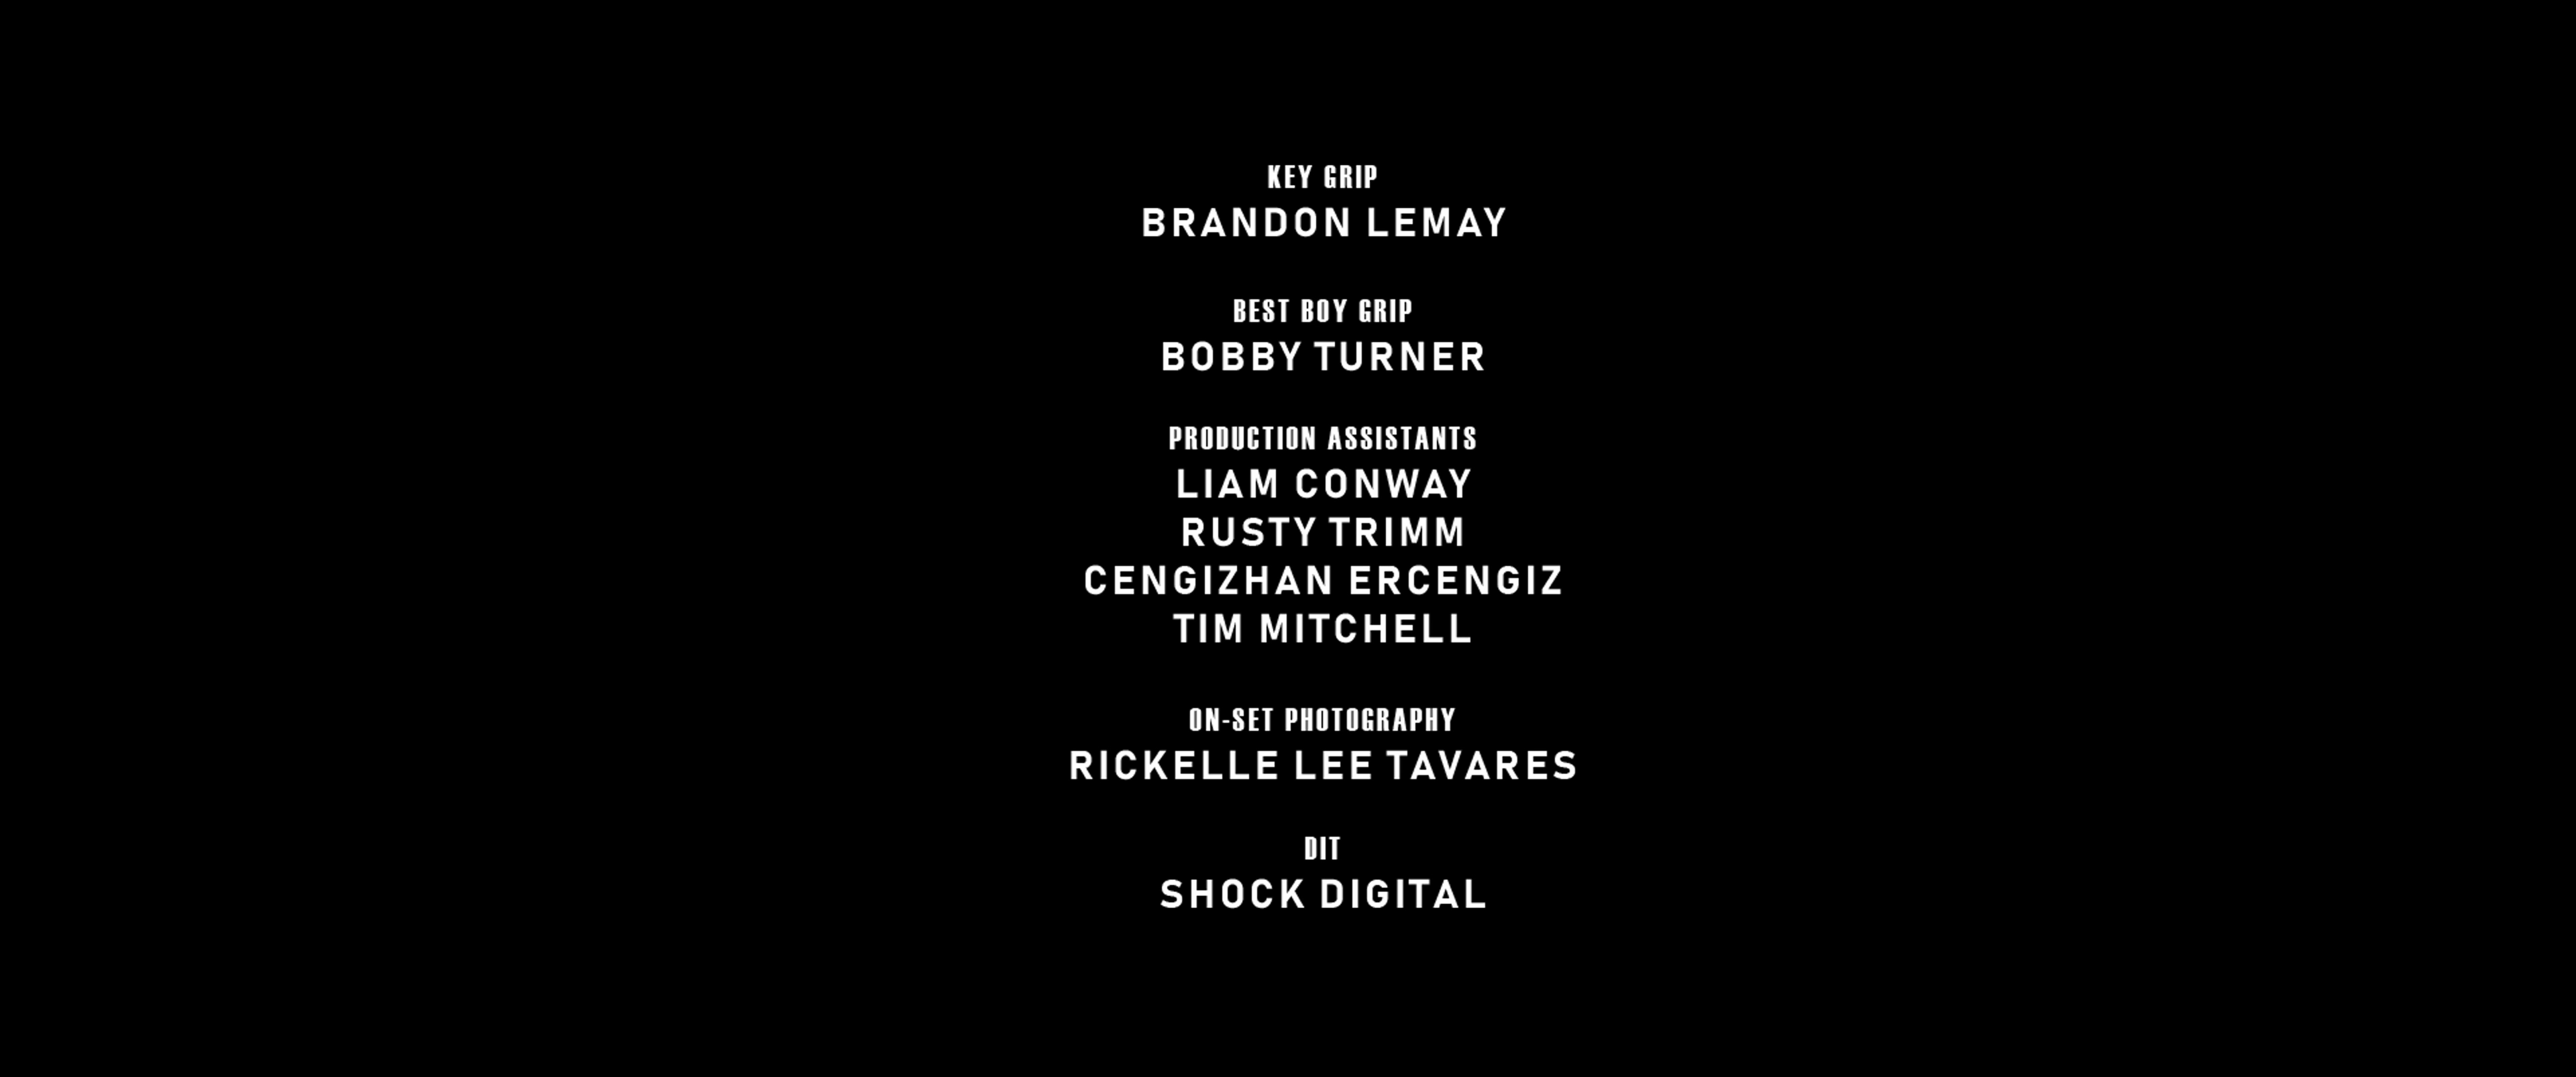 KEY GRIP
BRANDON LEMAY
BEST BOY GRIP
BOBBY TURNER
PRODUCTION ASSISTANTS
LIAM CONWAY
RUSTY TRIMM
CENGIZHAN ERCENGIZ
TIM MITCHELL
ON-SET PHOTOGRAPHY
RICKELLE LEE TAVARES
DIT
SHOCK DIGITAL